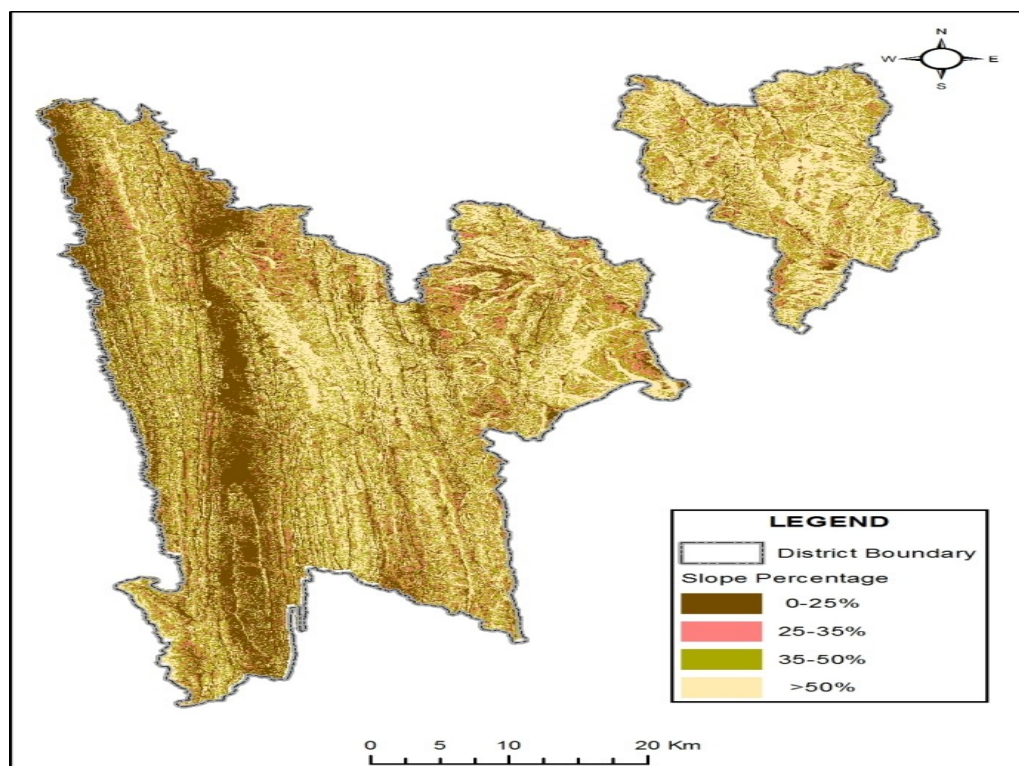 N
W E
S
LEGEND
District Boundary
Slope Percentage
0-25%
25-35%
35-50%
>50%
0 5 10 20 Km